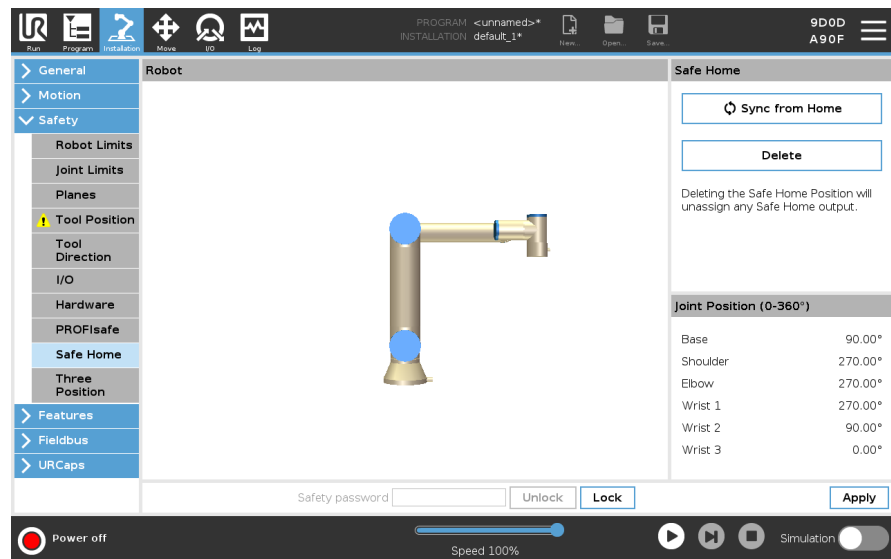 UR
Run
Program
Installation
Move
I/O
Log
PROGRAM <unnamed>*
INSTALLATION default_1*
New...
Open...
Save...
9D0D
A90F
General
Motion
Safety
Robot Limits
Joint Limits
Planes
Tool Position
Tool
Direction
I/O
Hardware
PROFIsafe
Safe Home
Three
Position
Features
Fieldbus
URCaps
Robot
Safe Home
Sync from Home
Delete
Deleting the Safe Home Position will
unassign any Safe Home output.
Joint Position (0-360°)
Base 90.00°
Shoulder 270.00°
Elbow 270.00°
Wrist 1 270.00°
Wrist 2 90.00°
Wrist 3 0.00°
Safety password Unlock Lock Apply
Power off
Speed 100%
Simulation